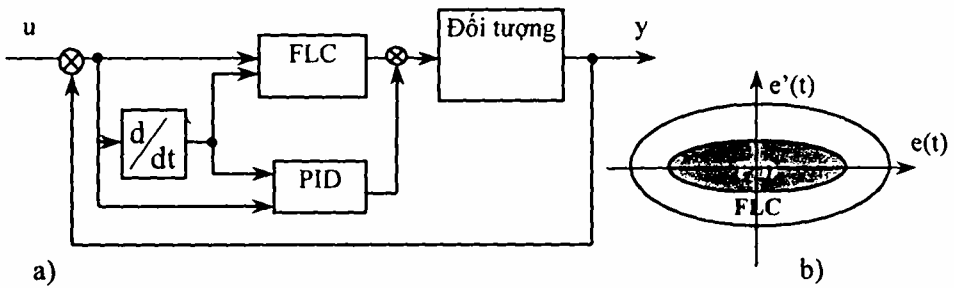 u
FLC
Đối tượng
y
d/dt
PID
a)
e’(t)
e(t)
FLC
b)